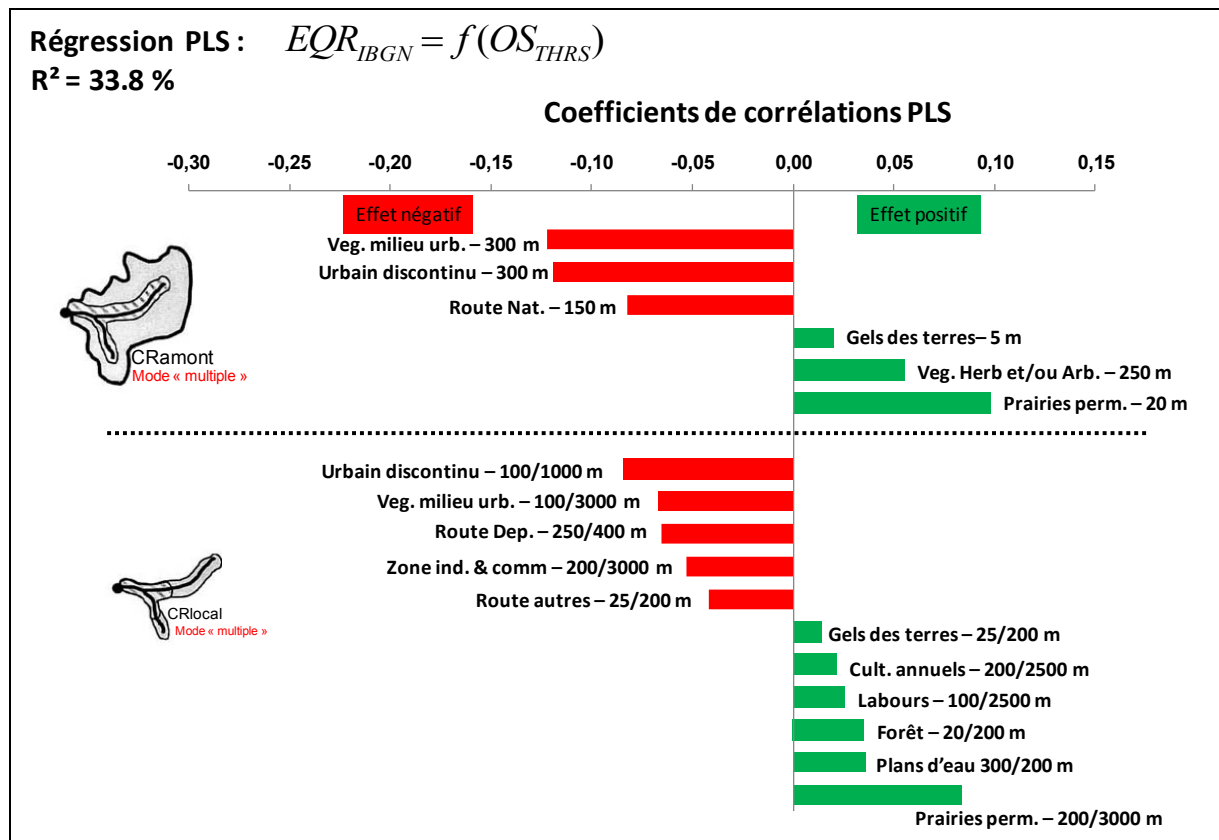 Régression PLS : EQR_IBGN = f(OS_THRS)
R² = 33.8 %
Coefficients de corrélations PLS
-0,30 -0,25 -0,20 -0,15 -0,10 -0,05 0,00 0,05 0,10 0,15
Effet négatif Effet positif
Veg. milieu urb. – 300 m
Urbain discontinu – 300 m
Route Nat. – 150 m
Gels des terres– 5 m
CRamont
Mode « multiple »
Veg. Herb et/ou Arb. – 250 m
Prairies perm. – 20 m
Urbain discontinu – 100/1000 m
Veg. milieu urb. – 100/3000 m
Route Dep. – 250/400 m
Zone ind. & comm – 200/3000 m
Route autres – 25/200 m
CRlocal
Mode « multiple »
Gels des terres – 25/200 m
Cult. annuels – 200/2500 m
Labours – 100/2500 m
Forêt – 20/200 m
Plans d'eau 300/200 m
Prairies perm. – 200/3000 m